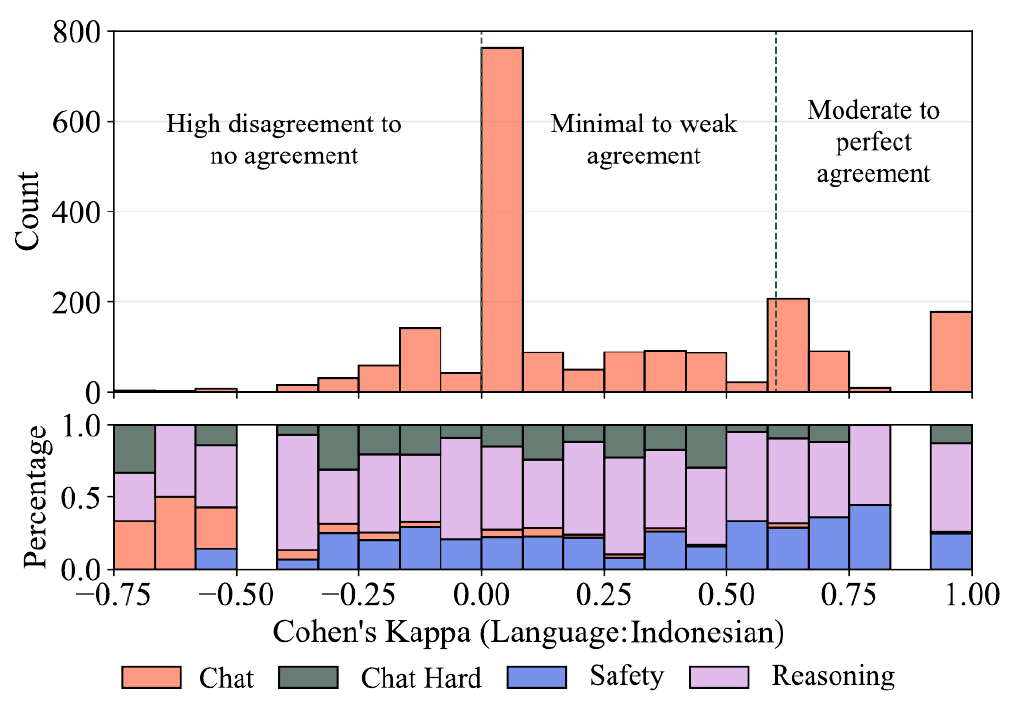 800
600
400
200
0
Count
High disagreement to
no agreement
Minimal to weak
agreement
Moderate to
perfect
agreement
1.0
0.5
0.0
Percentage
−0.75 −0.50 −0.25 0.00 0.25 0.50 0.75 1.00
Cohen's Kappa (Language:Indonesian)
Chat Chat Hard Safety Reasoning